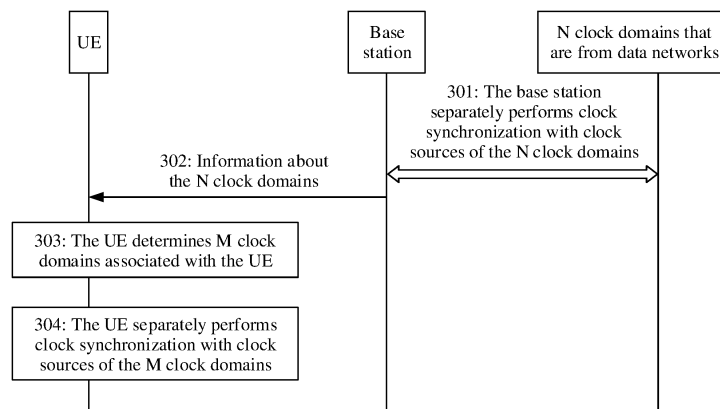 UE
Base
station
N clock domains that
are from data networks
301: The base station
separately performs clock
synchronization with clock
sources of the N clock domains
302: Information about
the N clock domains
303: The UE determines M clock
domains associated with the UE
304: The UE separately performs
clock synchronization with clock
sources of the M clock domains